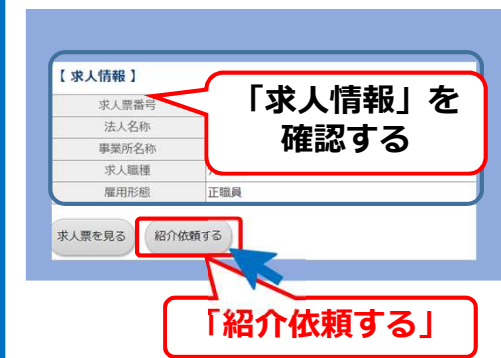 【 求人情報 】
求人票番号
法人名称
事業所名称
求人職種
雇用形態 正職員
「求人情報」を
確認する
求人票を見る 紹介依頼する
「紹介依頼する」